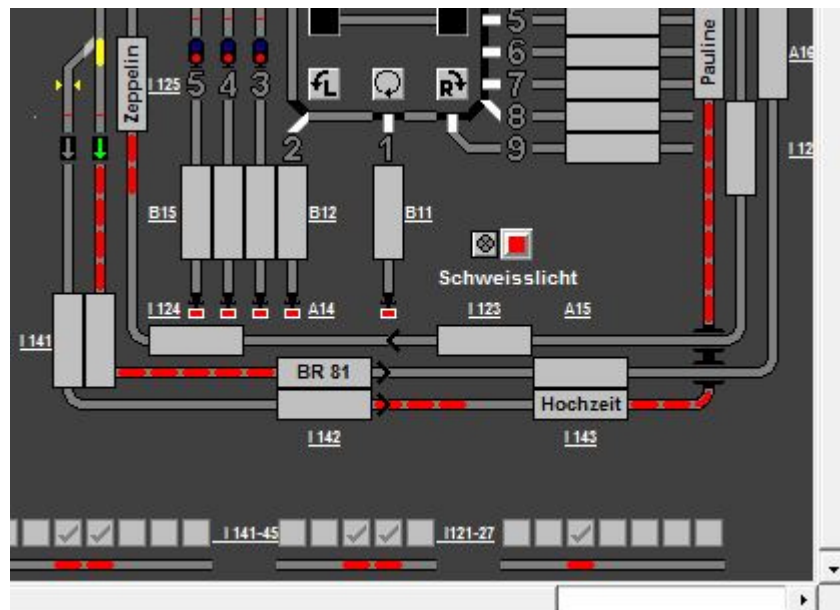 5
6
7
8
9
Pauline
A16
Zeppelin
I 125
5
4
3
L
R
2
1
B15
B12
B11
Schweisslicht
I 124
A14
I 123
A15
I 141
BR 81
Hochzeit
I 142
I 143
I 141-45
I121-27